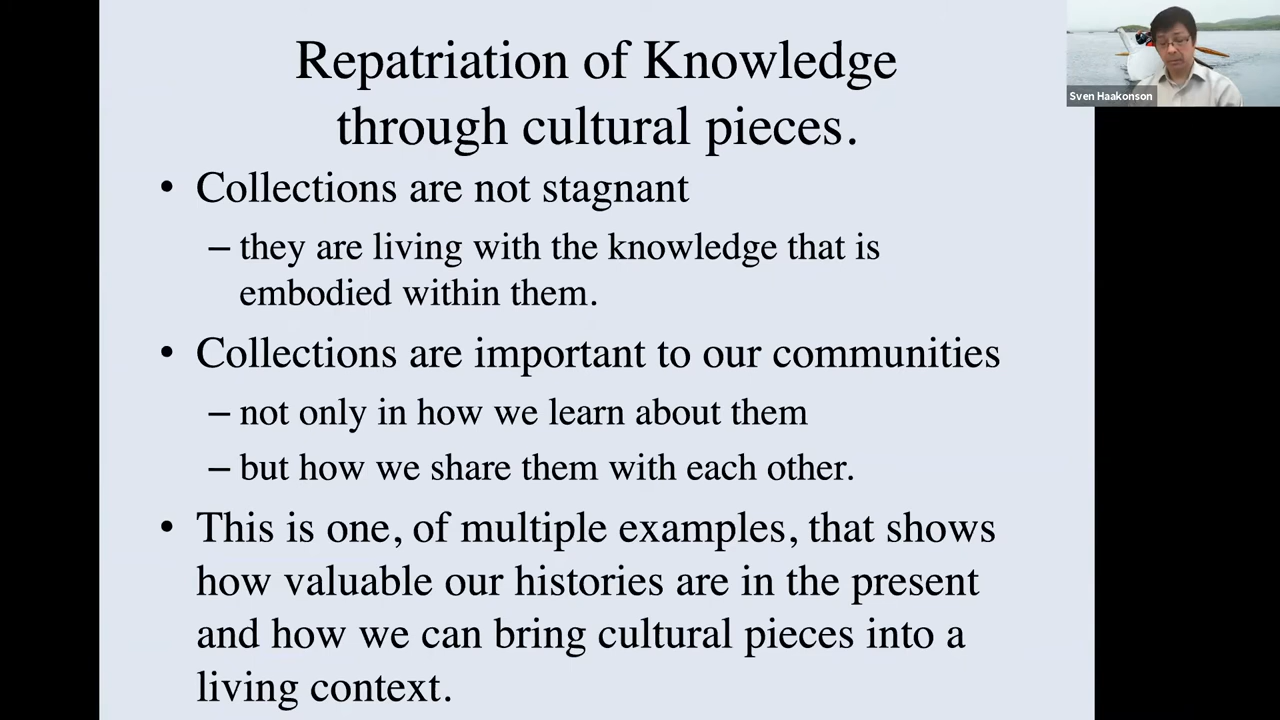 Repatriation of Knowledge
through cultural pieces.
• Collections are not stagnant
– they are living with the knowledge that is
embodied within them.
• Collections are important to our communities
– not only in how we learn about them
– but how we share them with each other.
• This is one, of multiple examples, that shows
how valuable our histories are in the present
and how we can bring cultural pieces into a
living context.
Sven Haakonson